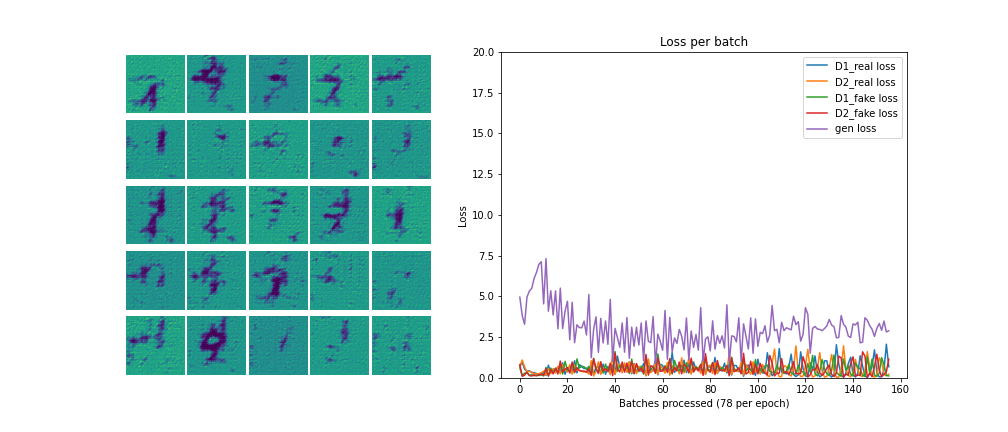 Loss per batch
20.0
17.5
15.0
12.5
10.0
7.5
5.0
2.5
0.0
Loss
D1_real loss
D2_real loss
D1_fake loss
D2_fake loss
gen loss
0 20 40 60 80 100 120 140 160
Batches processed (78 per epoch)